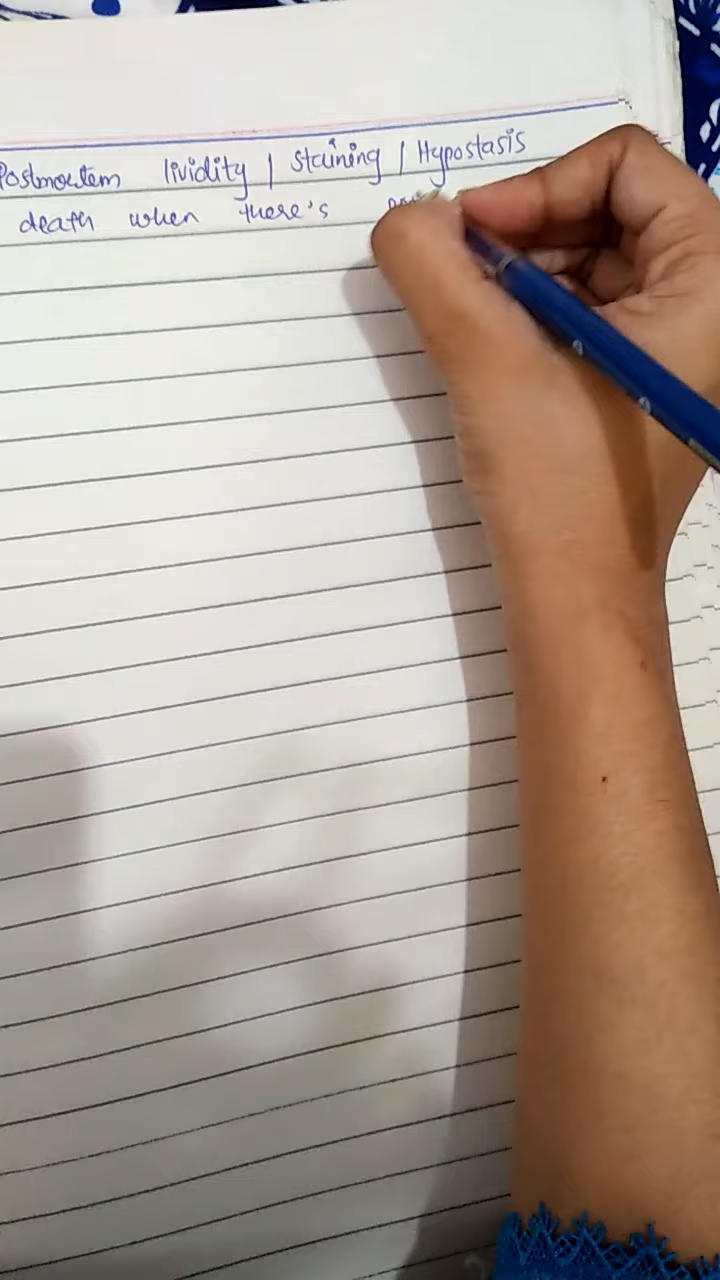 Postmortem lividity | Staining | Hypostasis
death when there's